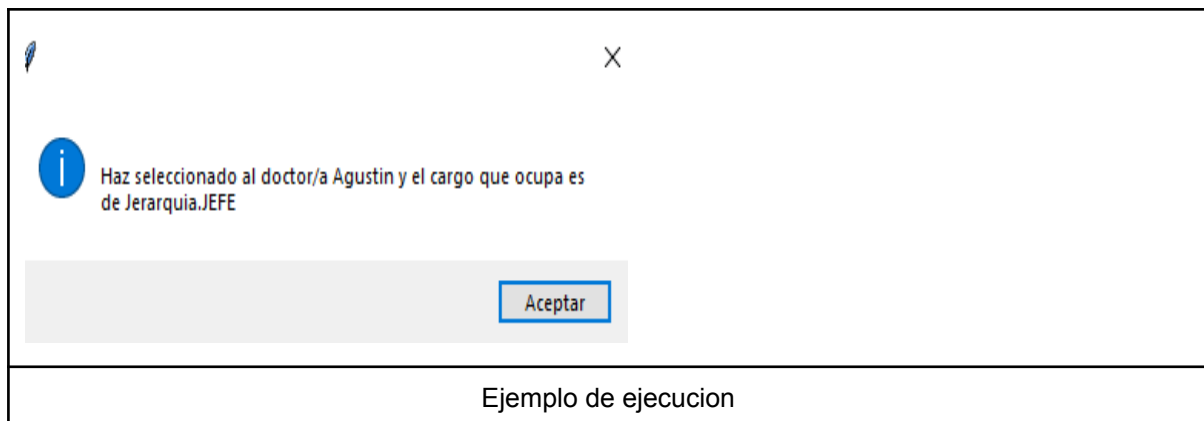 Haz seleccionado al doctor/a Agustin y el cargo que ocupa es
de Jerarquia.JEFE
Aceptar
Ejemplo de ejecucion